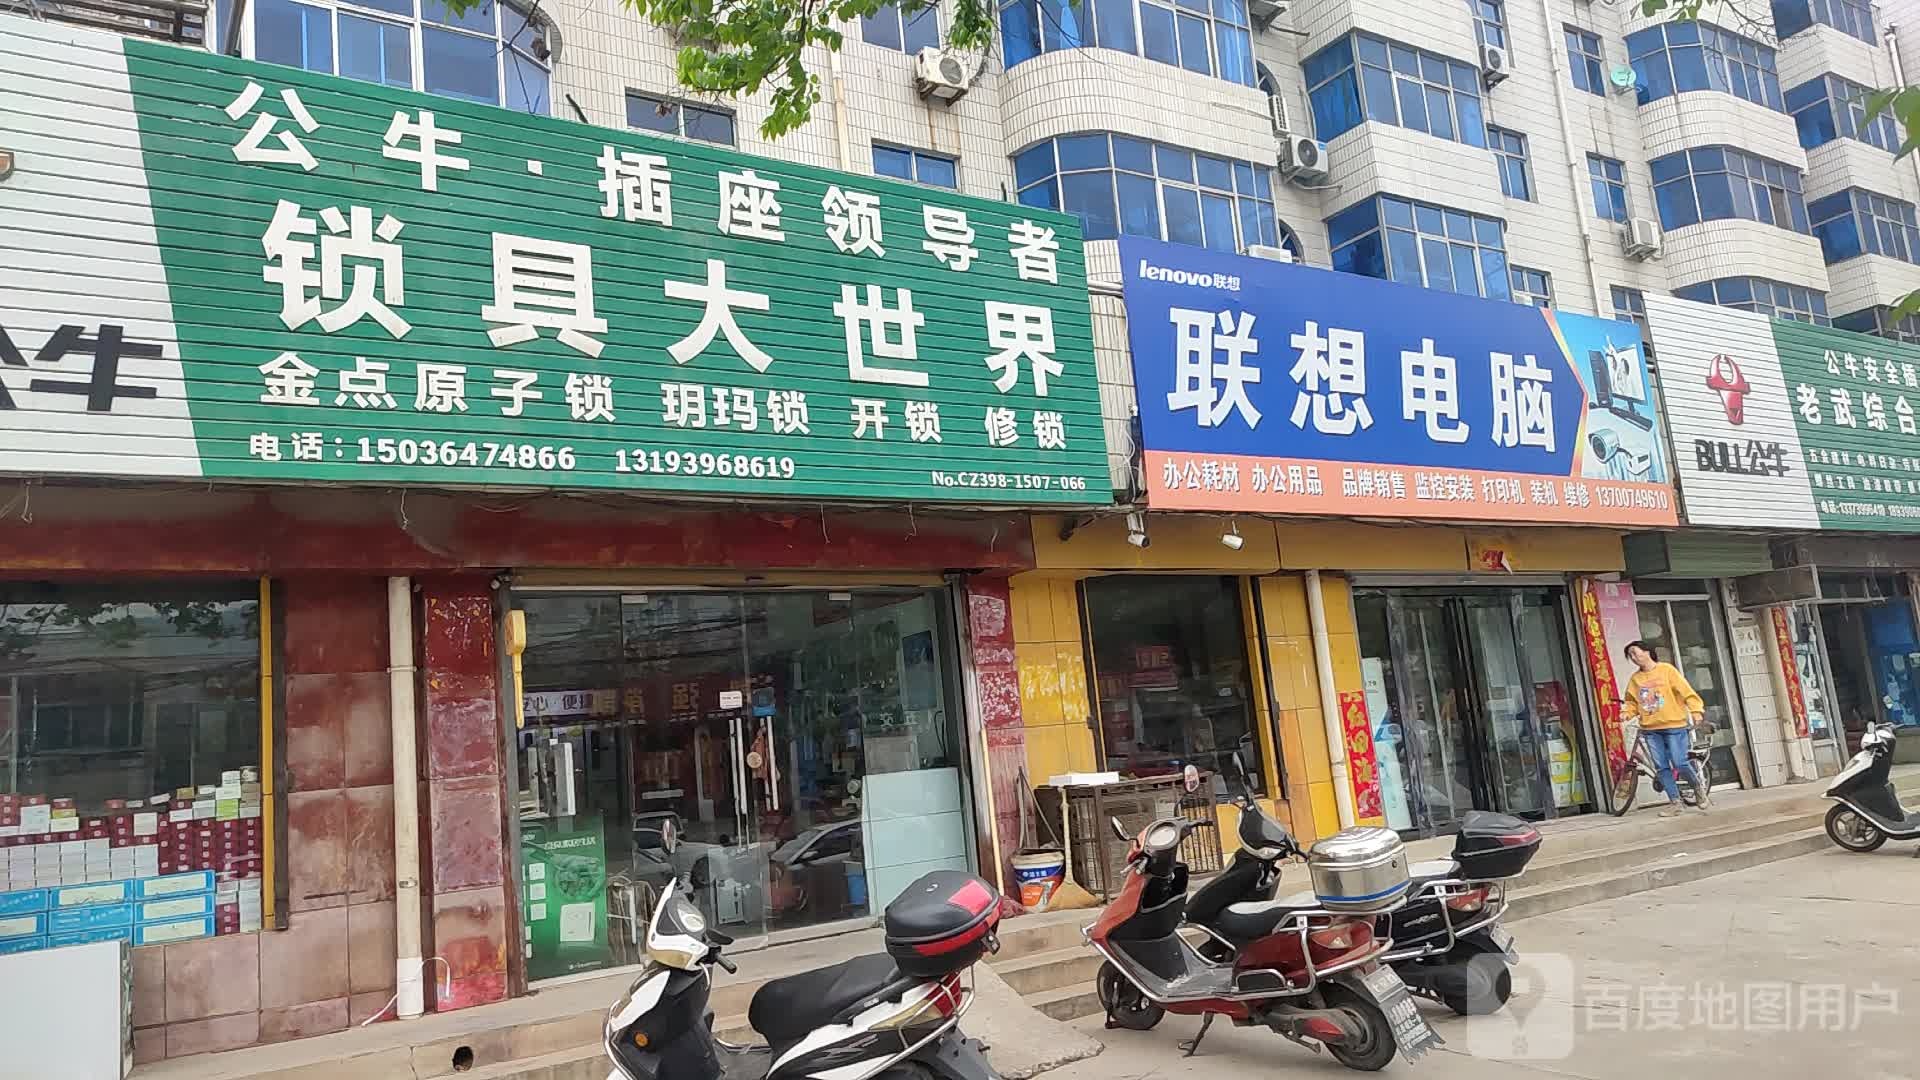 公牛
公牛·插座领导者
锁具大世界
金点原子锁 玥玛锁 开锁 修锁
电话：15036474866 13193968619
No.CZ398-1507-066
lenovo联想
联想电脑
办公耗材 办公用品 品牌销售 监控安装 打印机 装机 维修 13700749610
BULL公牛
公牛安全插
老武综合
安心·便捷
百度地图用户